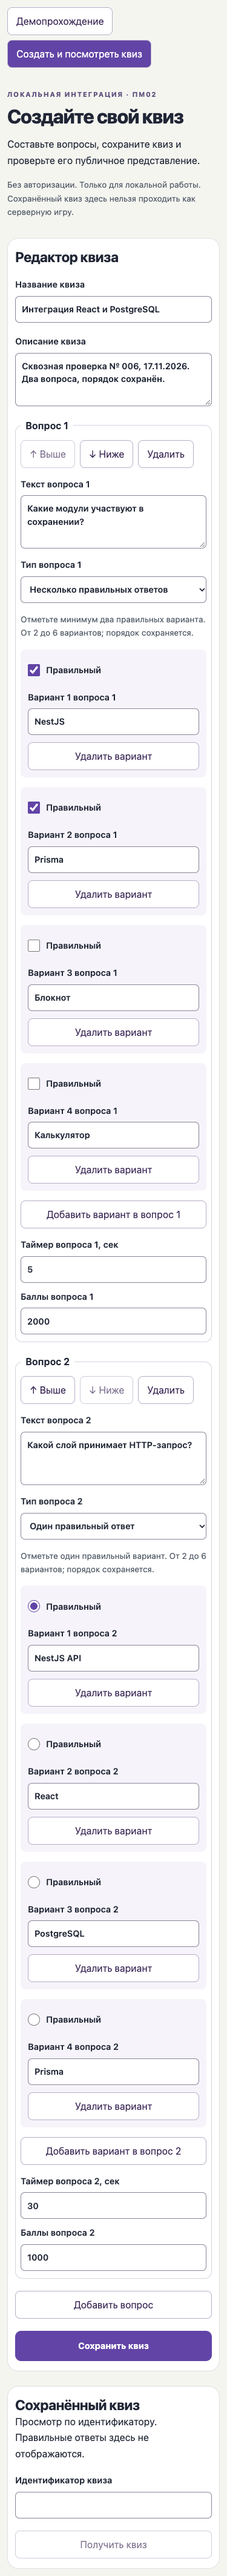 Демопрохождение
Создать и посмотреть квиз
ЛОКАЛЬНАЯ ИНТЕГРАЦИЯ · ПМ02
Создайте свой квиз
Составьте вопросы, сохраните квиз и
проверьте его публичное представление.
Без авторизации. Только для локальной работы.
Сохранённый квиз здесь нельзя проходить как
серверную игру.
Редактор квиза
Название квиза
Интеграция React и PostgreSQL
Описание квиза
Сквозная проверка № 006, 17.11.2026.
Два вопроса, порядок сохранён.
Вопрос 1
↑ Выше
↓ Ниже
Удалить
Текст вопроса 1
Какие модули участвуют в
сохранении?
Тип вопроса 1
Несколько правильных ответов
Отметьте минимум два правильных варианта.
От 2 до 6 вариантов; порядок сохраняется.
Правильный
Вариант 1 вопроса 1
NestJS
Удалить вариант
Правильный
Вариант 2 вопроса 1
Prisma
Удалить вариант
Правильный
Вариант 3 вопроса 1
Блокнот
Удалить вариант
Правильный
Вариант 4 вопроса 1
Калькулятор
Удалить вариант
Добавить вариант в вопрос 1
Таймер вопроса 1, сек
5
Баллы вопроса 1
2000
Вопрос 2
↑ Выше
↓ Ниже
Удалить
Текст вопроса 2
Какой слой принимает HTTP-запрос?
Тип вопроса 2
Один правильный ответ
Отметьте один правильный вариант. От 2 до 6
вариантов; порядок сохраняется.
Правильный
Вариант 1 вопроса 2
NestJS API
Удалить вариант
Правильный
Вариант 2 вопроса 2
React
Удалить вариант
Правильный
Вариант 3 вопроса 2
PostgreSQL
Удалить вариант
Правильный
Вариант 4 вопроса 2
Prisma
Удалить вариант
Добавить вариант в вопрос 2
Таймер вопроса 2, сек
30
Баллы вопроса 2
1000
Добавить вопрос
Сохранить квиз
Сохранённый квиз
Просмотр по идентификатору.
Правильные ответы здесь не
отображаются.
Идентификатор квиза
Получить квиз